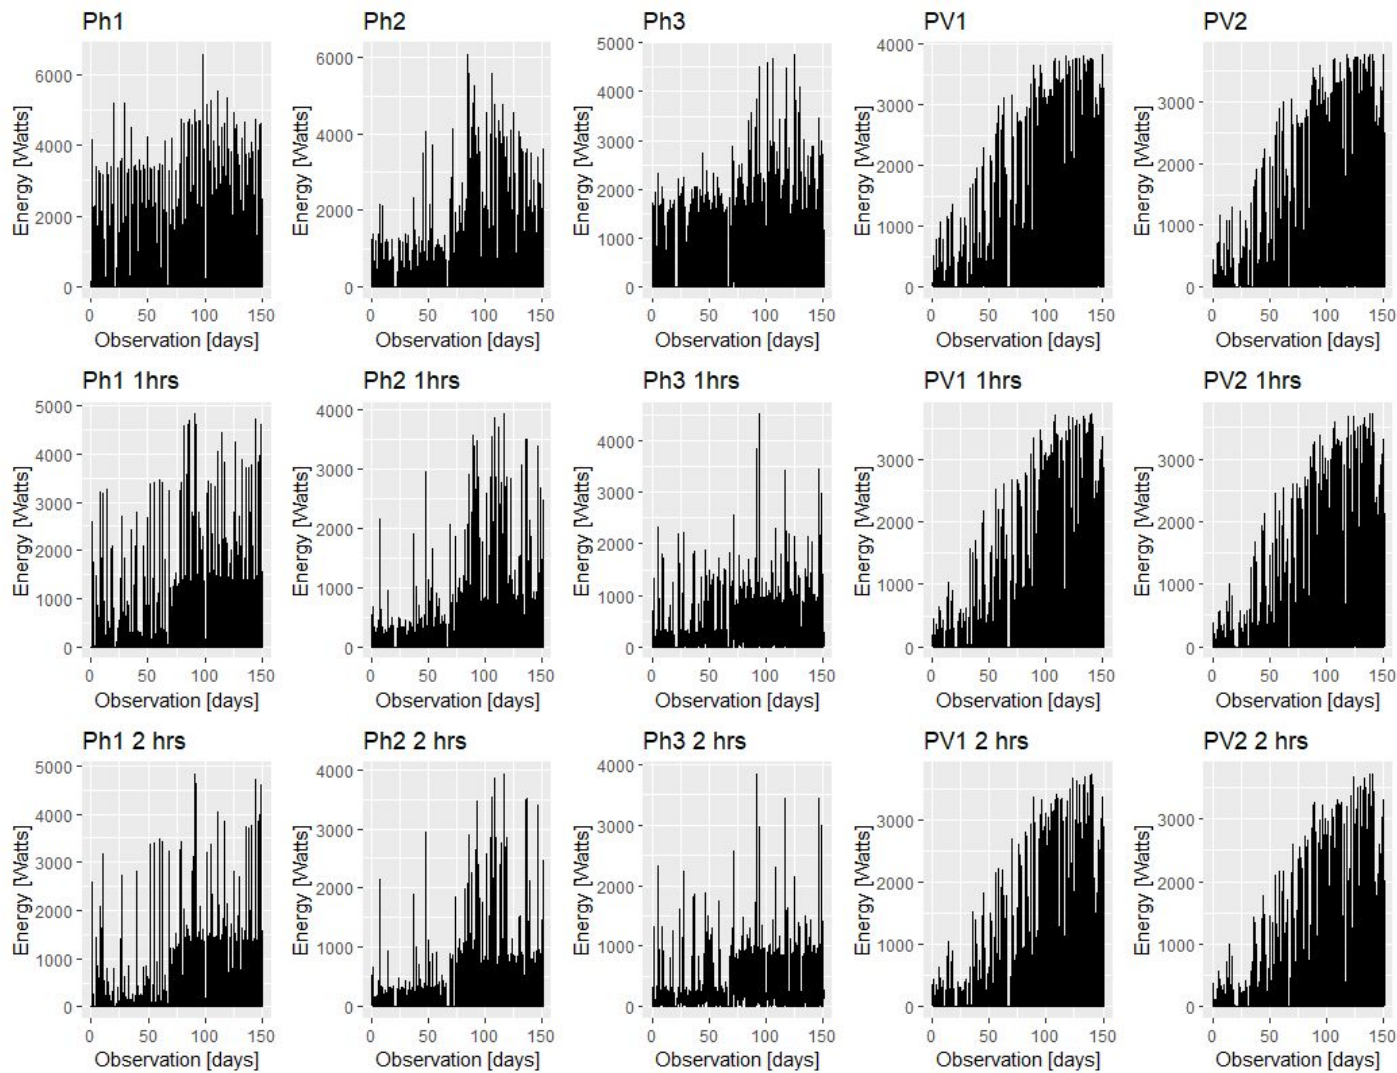 Ph1 Ph2 Ph3 PV1 PV2
6000 4000 2000 0
6000 4000 2000 0
5000 4000 3000 2000 1000 0
4000 3000 2000 1000 0
3000 2000 1000 0
Energy [Watts] Energy [Watts] Energy [Watts] Energy [Watts] Energy [Watts]
0 50 100 150 0 50 100 150 0 50 100 150 0 50 100 150 0 50 100 150
Observation [days] Observation [days] Observation [days] Observation [days] Observation [days]
Ph1 1hrs Ph2 1hrs Ph3 1hrs PV1 1hrs PV2 1hrs
5000 4000 3000 2000 1000 0
4000 3000 2000 1000 0
4000 3000 2000 1000 0
3000 2000 1000 0
3000 2000 1000 0
Energy [Watts] Energy [Watts] Energy [Watts] Energy [Watts] Energy [Watts]
0 50 100 150 0 50 100 150 0 50 100 150 0 50 100 150 0 50 100 150
Observation [days] Observation [days] Observation [days] Observation [days] Observation [days]
Ph1 2 hrs Ph2 2 hrs Ph3 2 hrs PV1 2 hrs PV2 2 hrs
5000 4000 3000 2000 1000 0
4000 3000 2000 1000 0
4000 3000 2000 1000 0
3000 2000 1000 0
3000 2000 1000 0
Energy [Watts] Energy [Watts] Energy [Watts] Energy [Watts] Energy [Watts]
0 50 100 150 0 50 100 150 0 50 100 150 0 50 100 150 0 50 100 150
Observation [days] Observation [days] Observation [days] Observation [days] Observation [days]